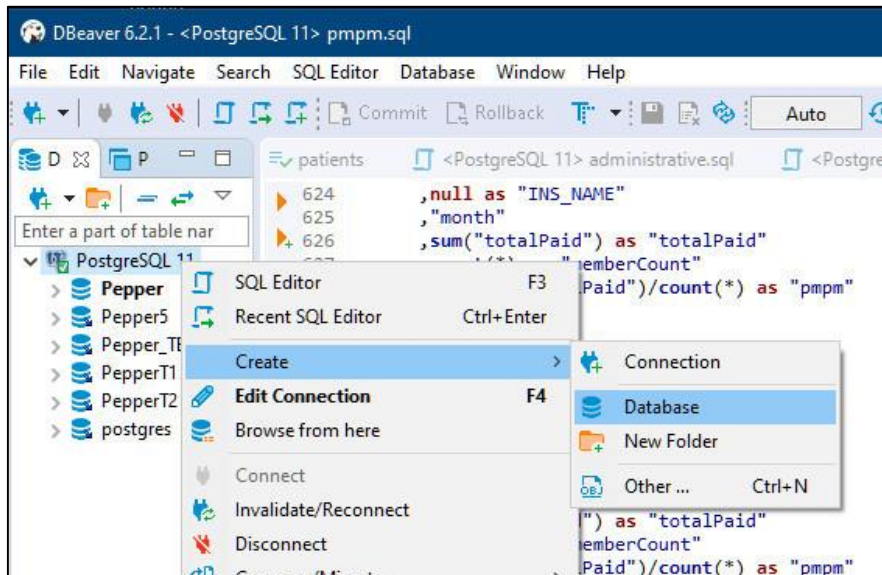 DBeaver 6.2.1 - <PostgreSQL 11> pmpm.sql
File Edit Navigate Search SQL Editor Database Window Help
Commit Rollback T Auto
D P patients <PostgreSQL 11> administrative.sql <Postgre
Enter a part of table nar
PostgreSQL 11
Pepper
Pepper5
Pepper_TE
PepperT1
PepperT2
postgres
624 ,null as "INS_NAME"
625 ,"month"
626 ,sum("totalPaid") as "totalPaid"
emberCount"
Paid")/count(*) as "pmpm"
SQL Editor F3
Recent SQL Editor Ctrl+Enter
Create >
Edit Connection F4
Browse from here
Connect
Invalidate/Reconnect
Disconnect
Connection
Database
New Folder
Other ... Ctrl+N
") as "totalPaid"
emberCount"
Paid")/count(*) as "pmpm"